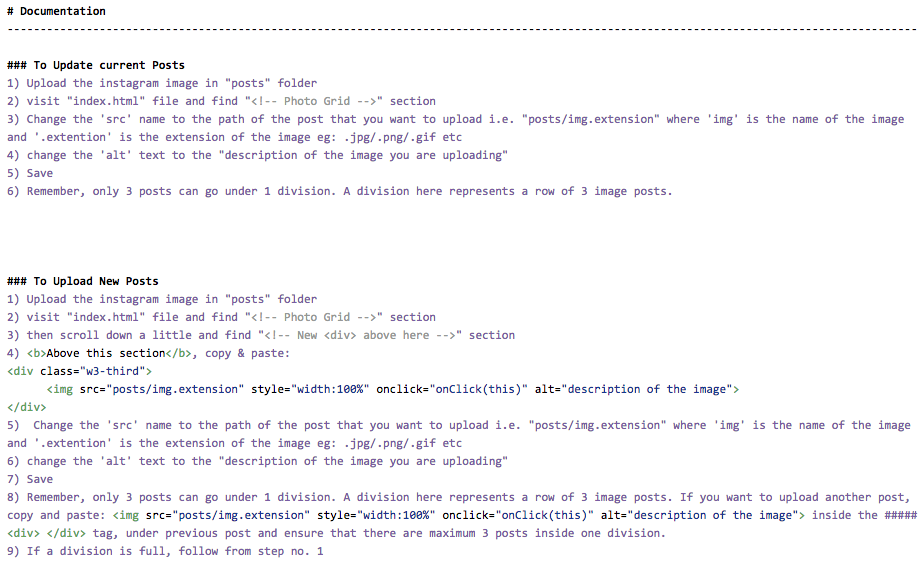 # Documentation
-----------------------------------------------------------------------------------------------------------------------------------------
### To Update current Posts
1) Upload the instagram image in "posts" folder
2) visit "index.html" file and find "<!-- Photo Grid -->" section
3) Change the 'src' name to the path of the post that you want to upload i.e. "posts/img.extension" where 'img' is the name of the image
and '.extention' is the extension of the image eg: .jpg/.png/.gif etc
4) change the 'alt' text to the "description of the image you are uploading"
5) Save
6) Remember, only 3 posts can go under 1 division. A division here represents a row of 3 image posts.
### To Upload New Posts
1) Upload the instagram image in "posts" folder
2) visit "index.html" file and find "<!-- Photo Grid -->" section
3) then scroll down a little and find "<!-- New <div> above here -->" section
4) <b>Above this section</b>, copy & paste:
<div class="w3-third">
      <img src="posts/img.extension" style="width:100%" onclick="onClick(this)" alt="description of the image">
</div>
5)  Change the 'src' name to the path of the post that you want to upload i.e. "posts/img.extension" where 'img' is the name of the image
and '.extention' is the extension of the image eg: .jpg/.png/.gif etc
6) change the 'alt' text to the "description of the image you are uploading"
7) Save
8) Remember, only 3 posts can go under 1 division. A division here represents a row of 3 image posts. If you want to upload another post,
copy and paste: <img src="posts/img.extension" style="width:100%" onclick="onClick(this)" alt="description of the image"> inside the #####
<div> </div> tag, under previous post and ensure that there are maximum 3 posts inside one division.
9) If a division is full, follow from step no. 1